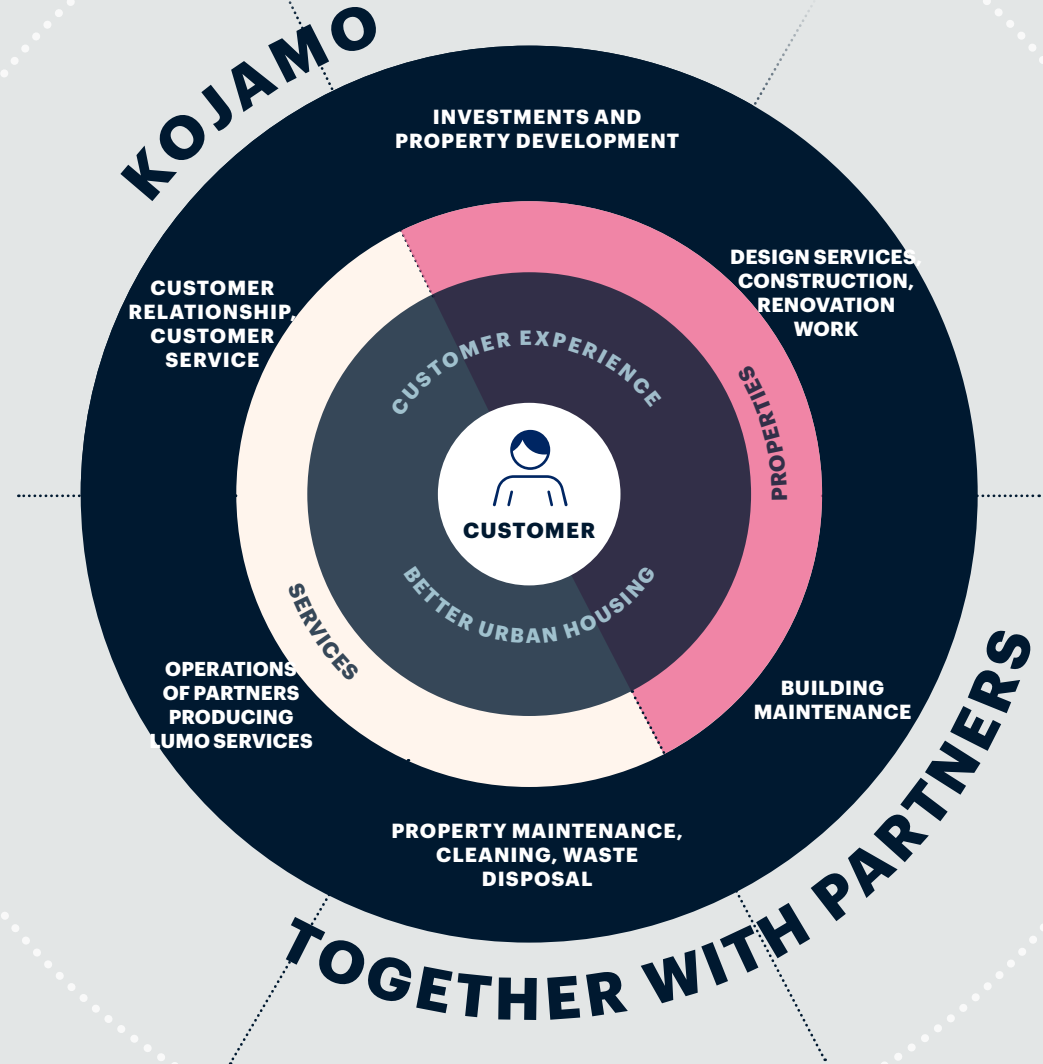 KOJAMO
INVESTMENTS AND
PROPERTY DEVELOPMENT
DESIGN SERVICES,
CONSTRUCTION,
RENOVATION
WORK
CUSTOMER
RELATIONSHIP,
CUSTOMER
SERVICE
CUSTOMER EXPERIENCE
PROPERTIES
CUSTOMER
BETTER URBAN HOUSING
SERVICES
OPERATIONS
OF PARTNERS
PRODUCING
LUMO SERVICES
BUILDING
MAINTENANCE
PROPERTY MAINTENANCE,
CLEANING, WASTE
DISPOSAL
TOGETHER WITH PARTNERS